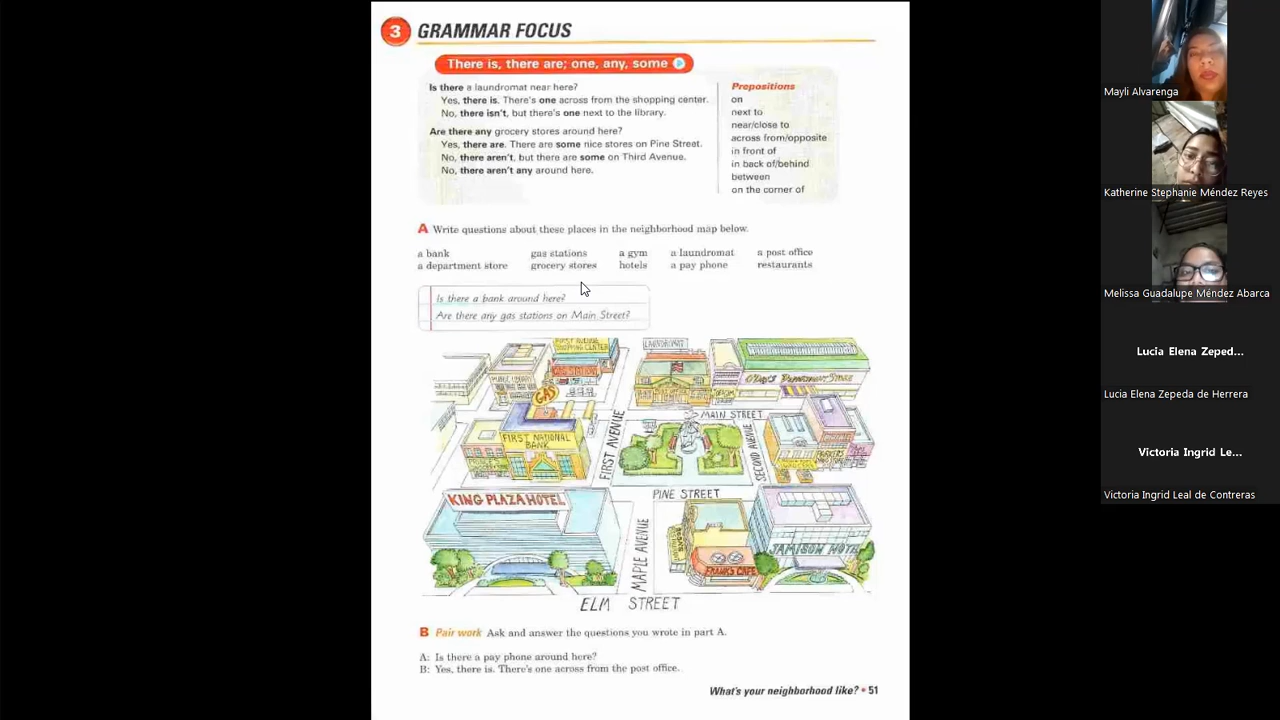 3 GRAMMAR FOCUS
There is, there are; one, any, some
Is there a laundromat near here?
Yes, there is. There's one across from the shopping center.
No, there isn't, but there's one next to the library.
Are there any grocery stores around here?
Yes, there are. There are some nice stores on Pine Street.
No, there aren't, but there are some on Third Avenue.
No, there aren't any around here.
Prepositions
on
next to
near/close to
across from/opposite
in front of
in back of/behind
between
on the corner of
A Write questions about these places in the neighborhood map below.
a bank gas stations a gym a laundromat a post office
a department store grocery stores hotels a pay phone restaurants
Is there a bank around here?
Are there any gas stations on Main Street?
FIRST AVENUE
SHOPPING CENTER
LAUNDROMAT
GAS
MAIN STREET
FIRST NATIONAL
BANK
FIRST AVENUE
SECOND AVENUE
PINE STREET
KING PLAZA HOTEL
MAPLE AVENUE
FRANK'S CAFE
JAMISON HOTEL
ELM STREET
B Pair work Ask and answer the questions you wrote in part A.
A: Is there a pay phone around here?
B: Yes, there is. There's one across from the post office.
What's your neighborhood like? • 51
Mayli Alvarenga
Katherine Stephanie Méndez Reyes
Melissa Guadalupe Méndez Abarca
Lucia Elena Zeped...
Lucia Elena Zepeda de Herrera
Victoria Ingrid Le...
Victoria Ingrid Leal de Contreras